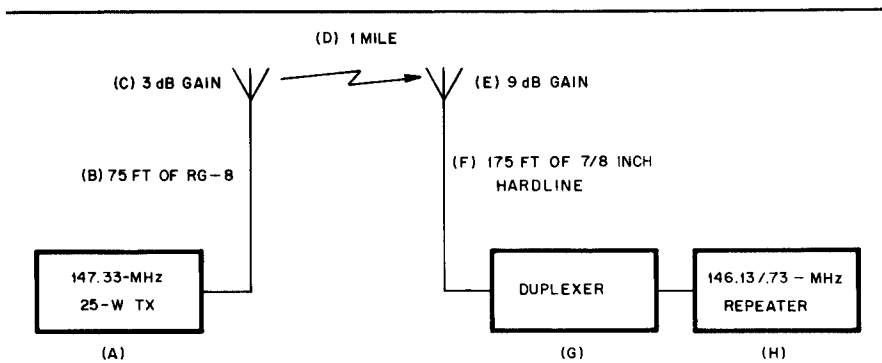 (D) 1 MILE
(C) 3 dB GAIN
(E) 9 dB GAIN
(B) 75 FT OF RG-8
(F) 175 FT OF 7/8 INCH
HARDLINE
147.33-MHz
25-W TX
DUPLEXER
146.13/.73 - MHz
REPEATER
(A)
(G)
(H)